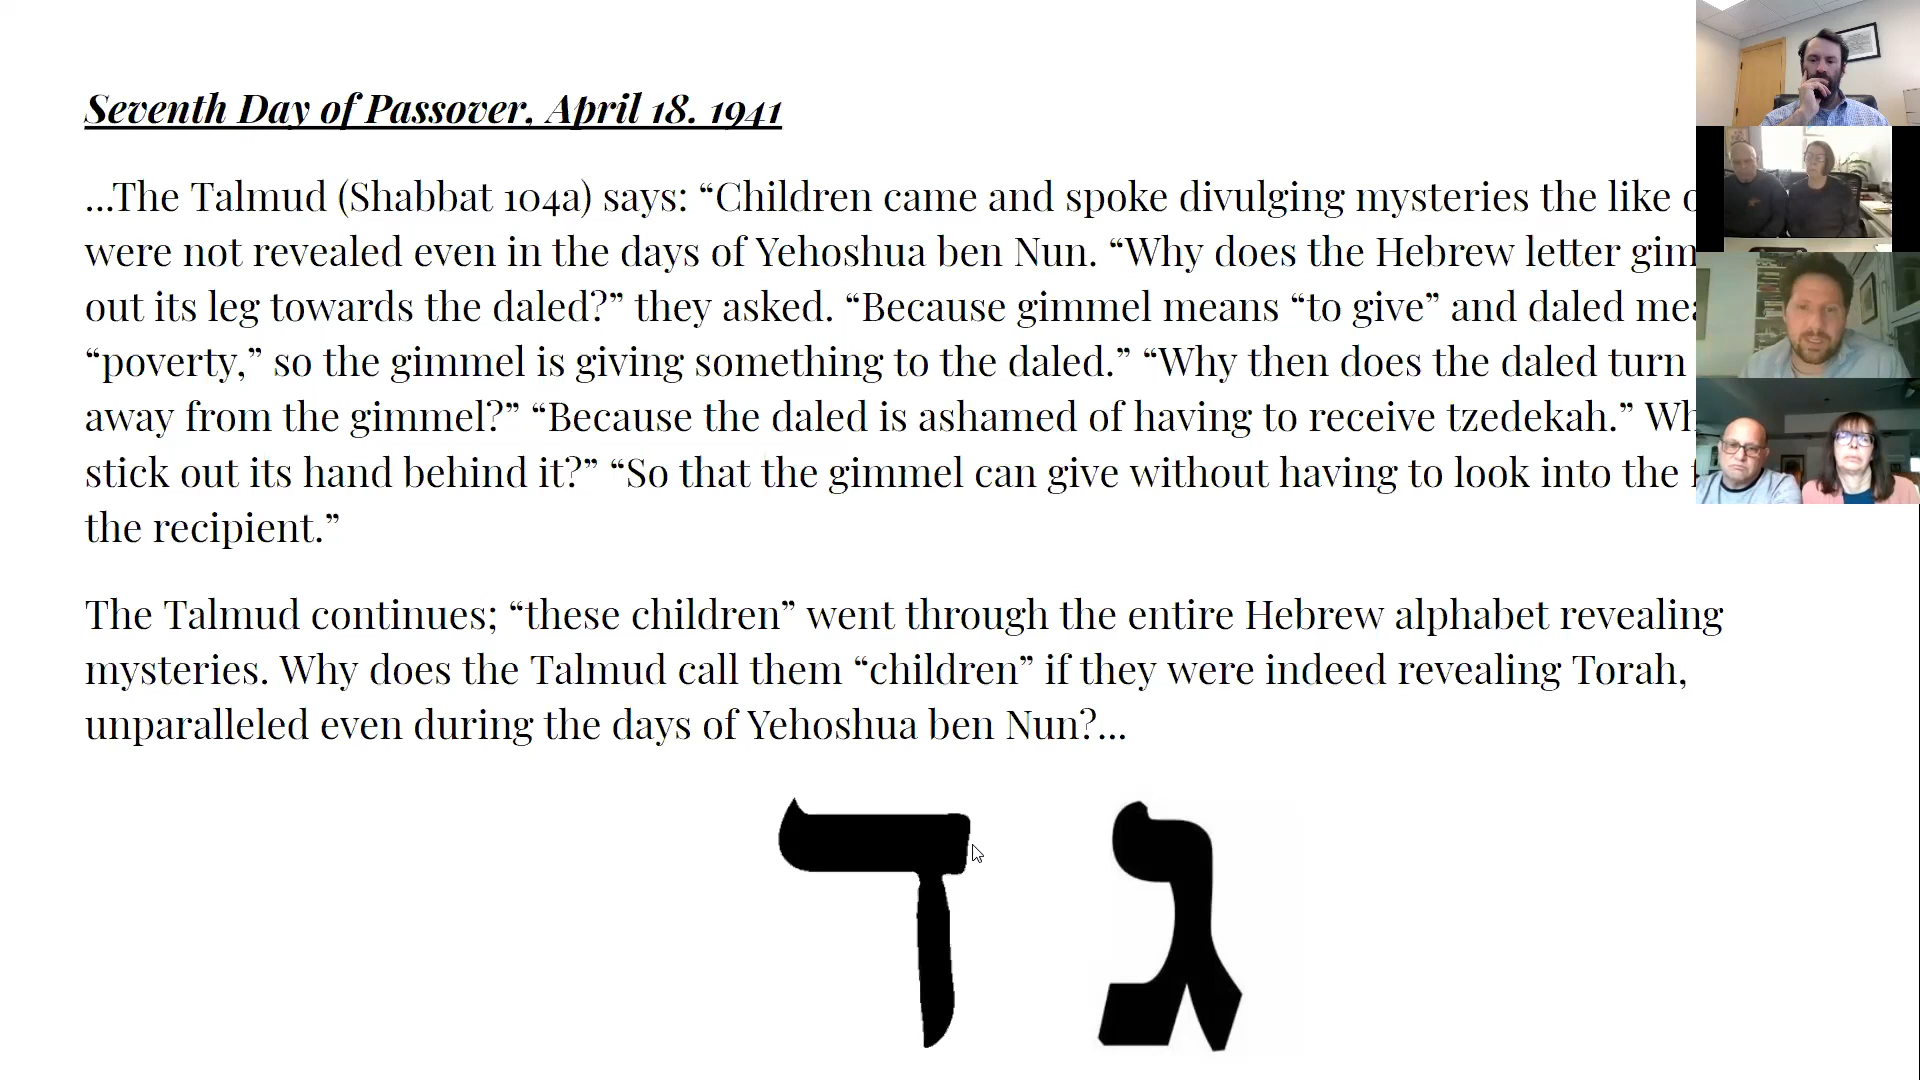 Seventh Day of Passover, April 18. 1941
...The Talmud (Shabbat 104a) says: “Children came and spoke divulging mysteries the like
were not revealed even in the days of Yehoshua ben Nun. “Why does the Hebrew letter
out its leg towards the daled?” they asked. “Because gimmel means “to give” and daled
“poverty,” so the gimmel is giving something to the daled.” “Why then does the daled turn
away from the gimmel?” “Because the daled is ashamed of having to receive tzedekah.”
stick out its hand behind it?” “So that the gimmel can give without having to look into the
the recipient.”
The Talmud continues; “these children” went through the entire Hebrew alphabet revealing
mysteries. Why does the Talmud call them “children” if they were indeed revealing Torah,
unparalleled even during the days of Yehoshua ben Nun?...
ג ד